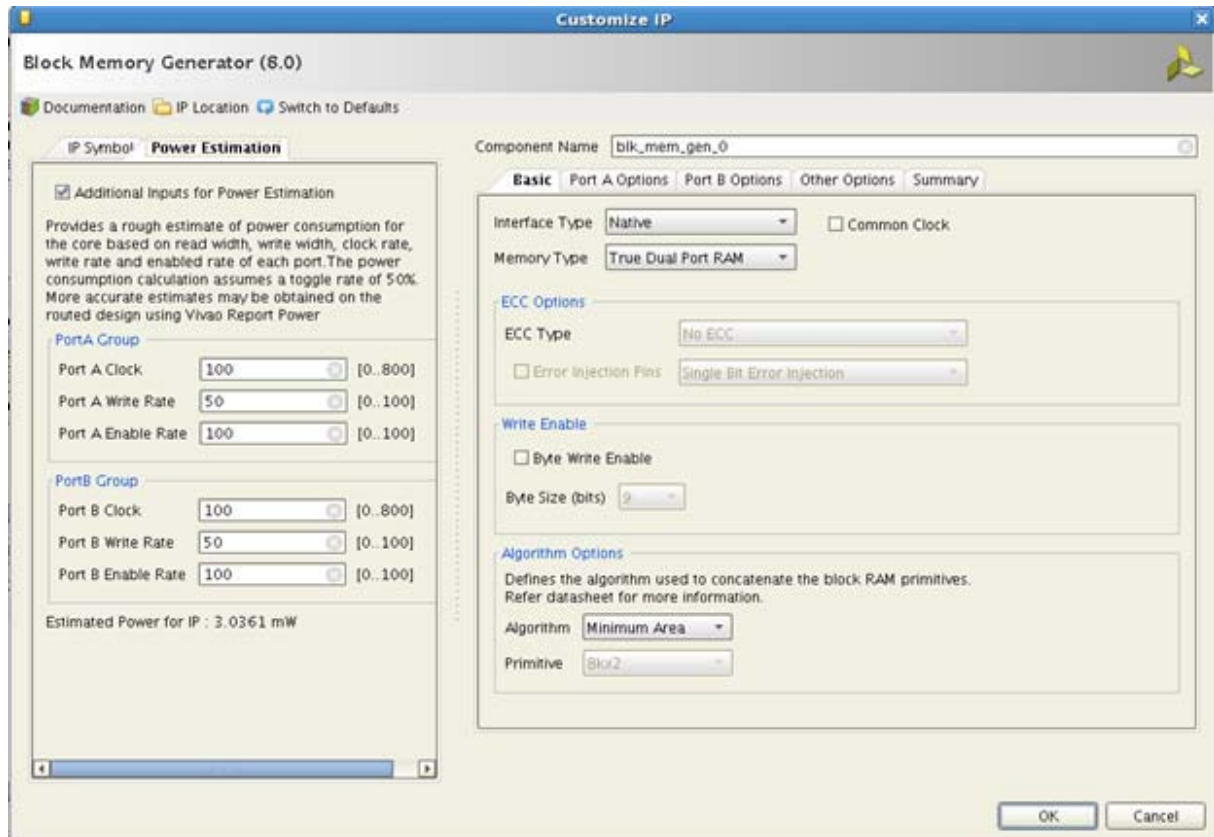 Customize IP
Block Memory Generator (8.0)
Documentation IP Location Switch to Defaults
IP Symbol Power Estimation
Additional Inputs for Power Estimation
Provides a rough estimate of power consumption for
the core based on read width, write width, clock rate,
write rate and enabled rate of each port.The power
consumption calculation assumes a toggle rate of 50%.
More accurate estimates may be obtained on the
routed design using Vivao Report Power
PortA Group
Port A Clock 100 [0..800]
Port A Write Rate 50 [0..100]
Port A Enable Rate 100 [0..100]
PortB Group
Port B Clock 100 [0..800]
Port B Write Rate 50 [0..100]
Port B Enable Rate 100 [0..100]
Estimated Power for IP : 3.0361 mW
Component Name blk_mem_gen_0
Basic Port A Options Port B Options Other Options Summary
Interface Type Native Common Clock
Memory Type True Dual Port RAM
ECC Options
ECC Type No ECC
Error Injection Pins Single Bit Error Injection
Write Enable
Byte Write Enable
Byte Size (bits) 9
Algorithm Options
Defines the algorithm used to concatenate the block RAM primitives.
Refer datasheet for more information.
Algorithm Minimum Area
Primitive 8kx2
OK Cancel